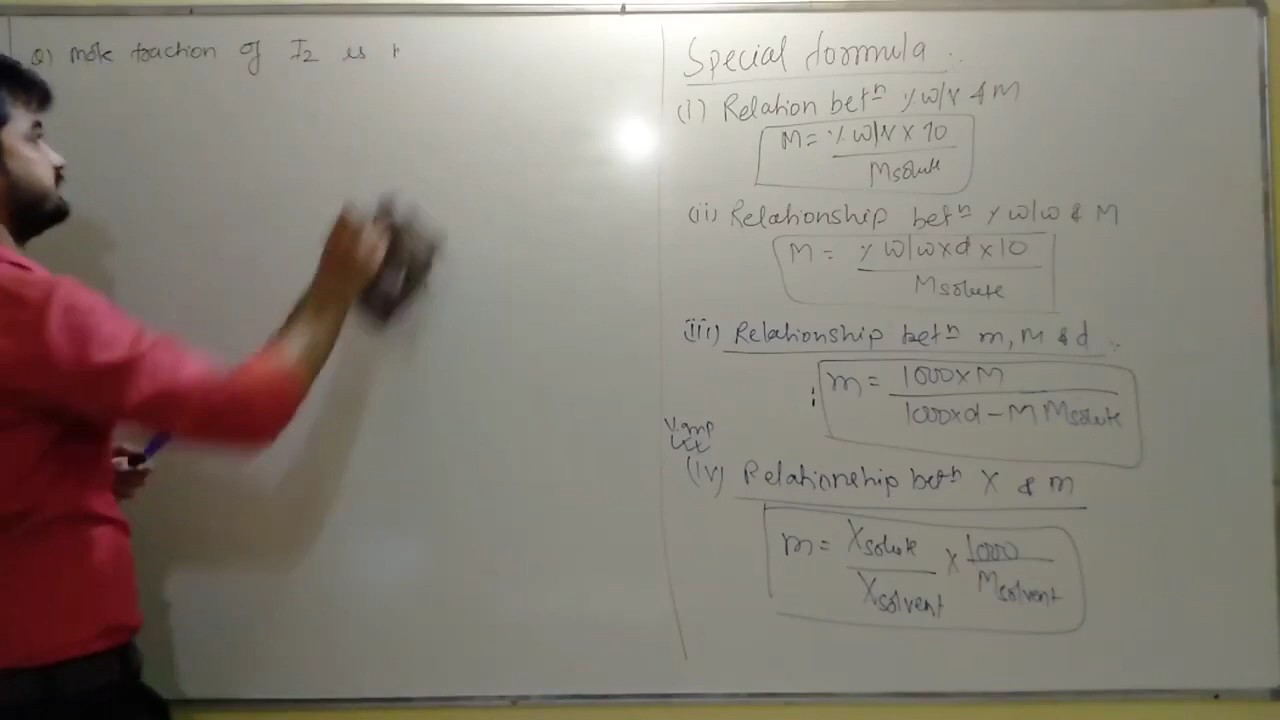 Q) mole fraction of I2 is
Special formula :
(i) Relation betn % w/v & M
M = % w/v × 10
Msolute
(ii) Relationship betn % w/w & M
M = % w/w × d × 10
Msolute
(iii) Relationship betn m, M & d :
m = 1000 × M
1000 × d - M Msolute
V.imp
(iv) Relationship betn X & m
m = Xsolute × 1000
Xsolvent Msolvent